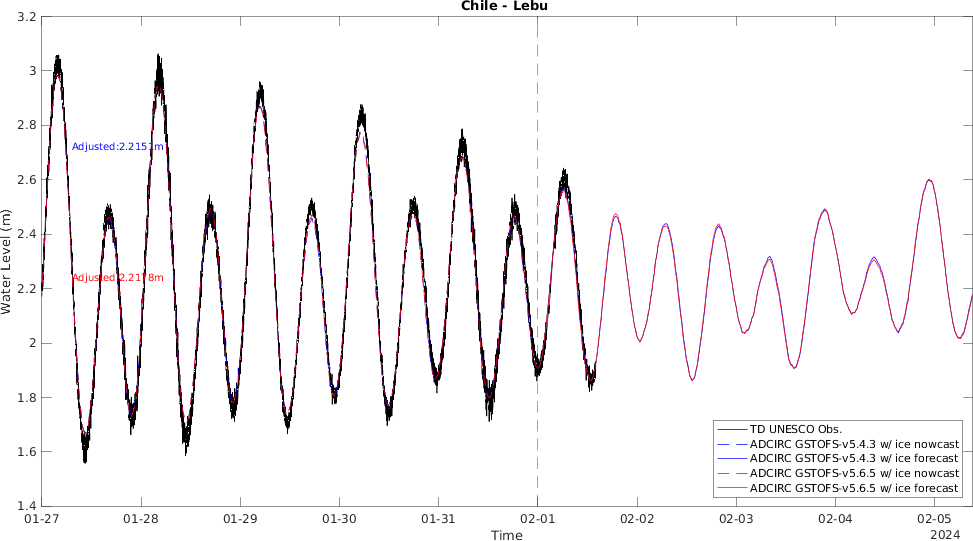 Chile - Lebu
3.2
3
2.8
2.6
2.4
2.2
2
1.8
1.6
1.4
Water Level (m)
Adjusted:2.2151m
Adjusted:2.2178m
TD UNESCO Obs.
ADCIRC GSTOFS-v5.4.3 w/ ice nowcast
ADCIRC GSTOFS-v5.4.3 w/ ice forecast
ADCIRC GSTOFS-v5.6.5 w/ ice nowcast
ADCIRC GSTOFS-v5.6.5 w/ ice forecast
01-27 01-28 01-29 01-30 01-31 02-01 02-02 02-03 02-04 02-05
Time
2024